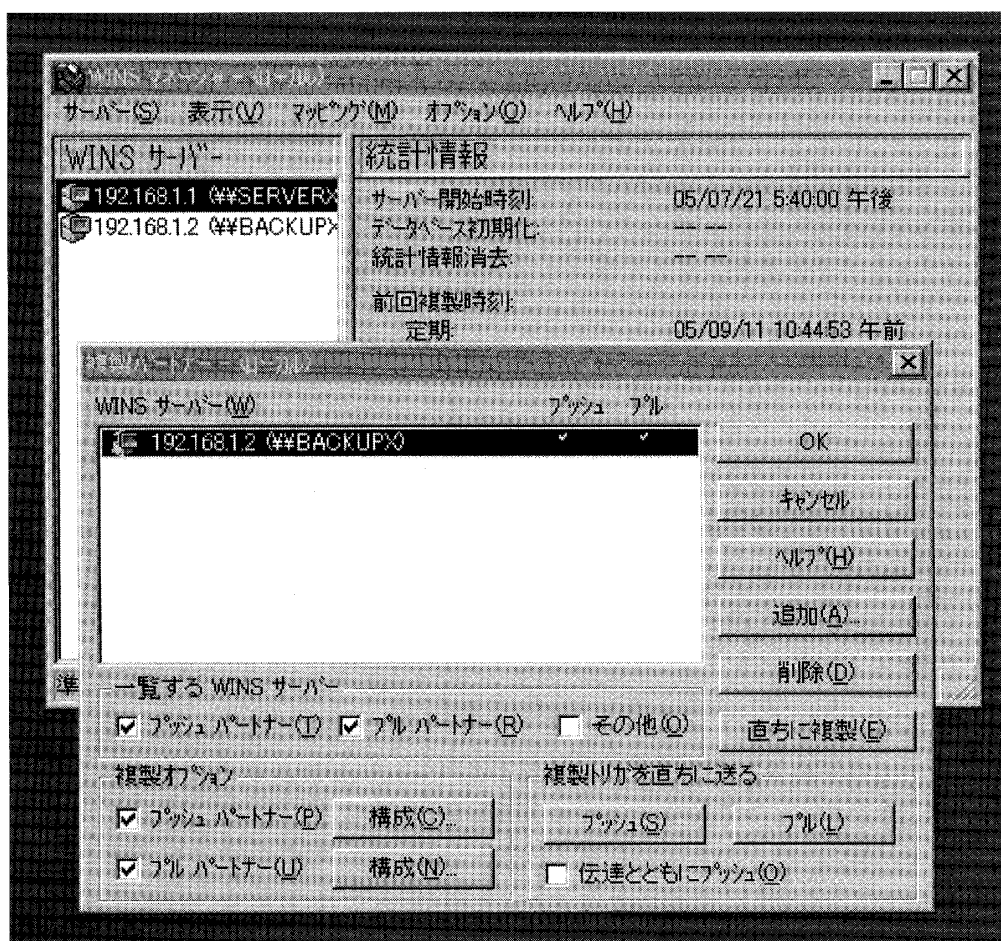 WINS マネージャー - (ローカル)
サーバー(S) 表示(V) マッピング(M) オプション(O) ヘルプ(H)
WINS サーバー
192.168.1.1 (¥¥SERVERX
192.168.1.2 (¥¥BACKUPX
統計情報
サーバー開始時刻: 05/07/21 5:40:00 午後
データベース初期化: -- --
統計情報消去: -- --
前回複製時刻:
定期: 05/09/11 10:44:53 午前
準
複製パートナー - (ローカル)
WINS サーバー(W) プッシュ プル
192.168.1.2 (¥¥BACKUPX)
OK
キャンセル
ヘルプ(H)
追加(A)...
削除(D)
直ちに複製(E)
一覧する WINS サーバー
プッシュ パートナー(T) プル パートナー(R) その他(O)
複製オプション
プッシュ パートナー(P) 構成(C)...
プル パートナー(U) 構成(N)...
複製トリガを直ちに送る
プッシュ(S) プル(L)
伝達とともにプッシュ(O)